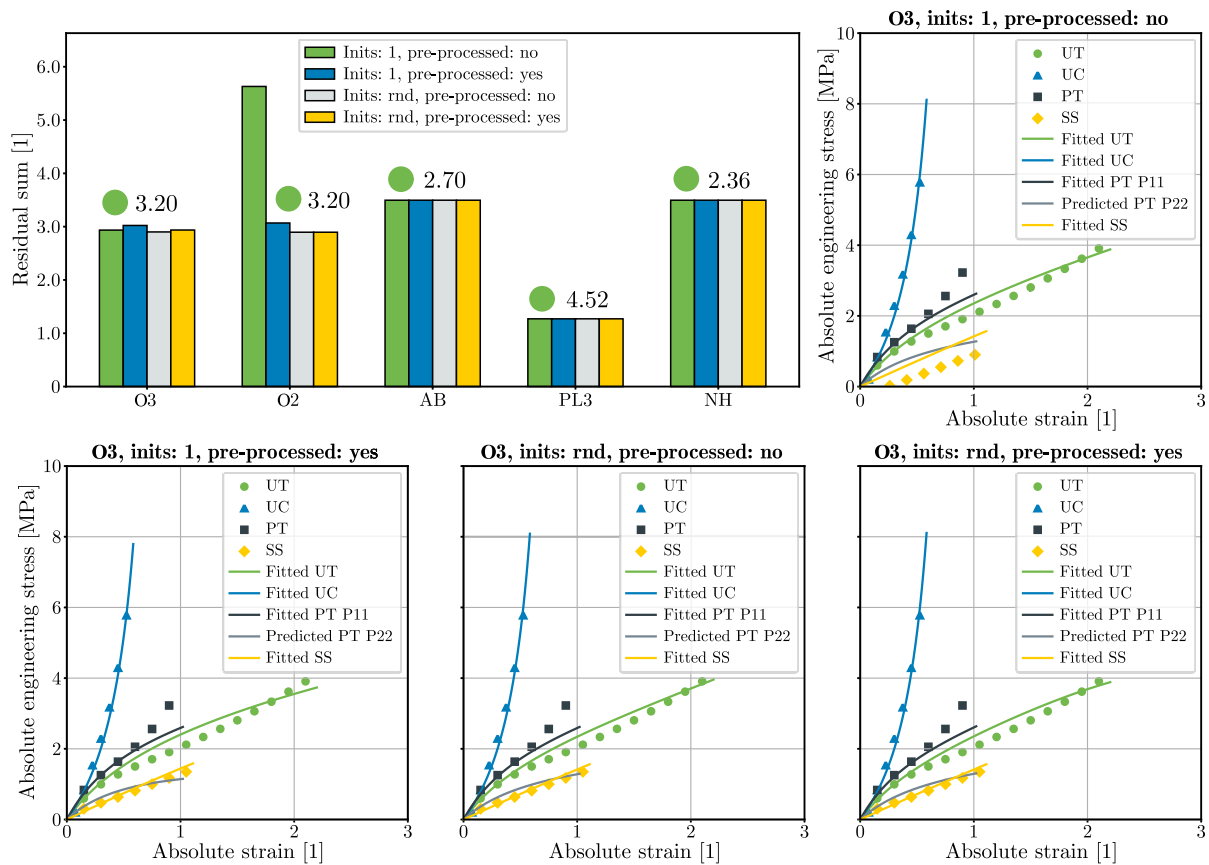 Residual sum [1]
6.0
5.0
4.0
3.0
2.0
1.0
0
Inits: 1, pre-processed: no
Inits: 1, pre-processed: yes
Inits: rnd, pre-processed: no
Inits: rnd, pre-processed: yes
3.20
3.20
2.70
4.52
2.36
O3
O2
AB
PL3
NH
O3, inits: 1, pre-processed: no
Absolute engineering stress [MPa]
10
8
6
4
2
0
UT
UC
PT
SS
Fitted UT
Fitted UC
Fitted PT P11
Predicted PT P22
Fitted SS
0
1
2
3
Absolute strain [1]
O3, inits: 1, pre-processed: yes
Absolute engineering stress [MPa]
10
8
6
4
2
0
UT
UC
PT
SS
Fitted UT
Fitted UC
Fitted PT P11
Predicted PT P22
Fitted SS
0
1
2
3
Absolute strain [1]
O3, inits: rnd, pre-processed: no
UT
UC
PT
SS
Fitted UT
Fitted UC
Fitted PT P11
Predicted PT P22
Fitted SS
0
1
2
3
Absolute strain [1]
O3, inits: rnd, pre-processed: yes
UT
UC
PT
SS
Fitted UT
Fitted UC
Fitted PT P11
Predicted PT P22
Fitted SS
0
1
2
3
Absolute strain [1]